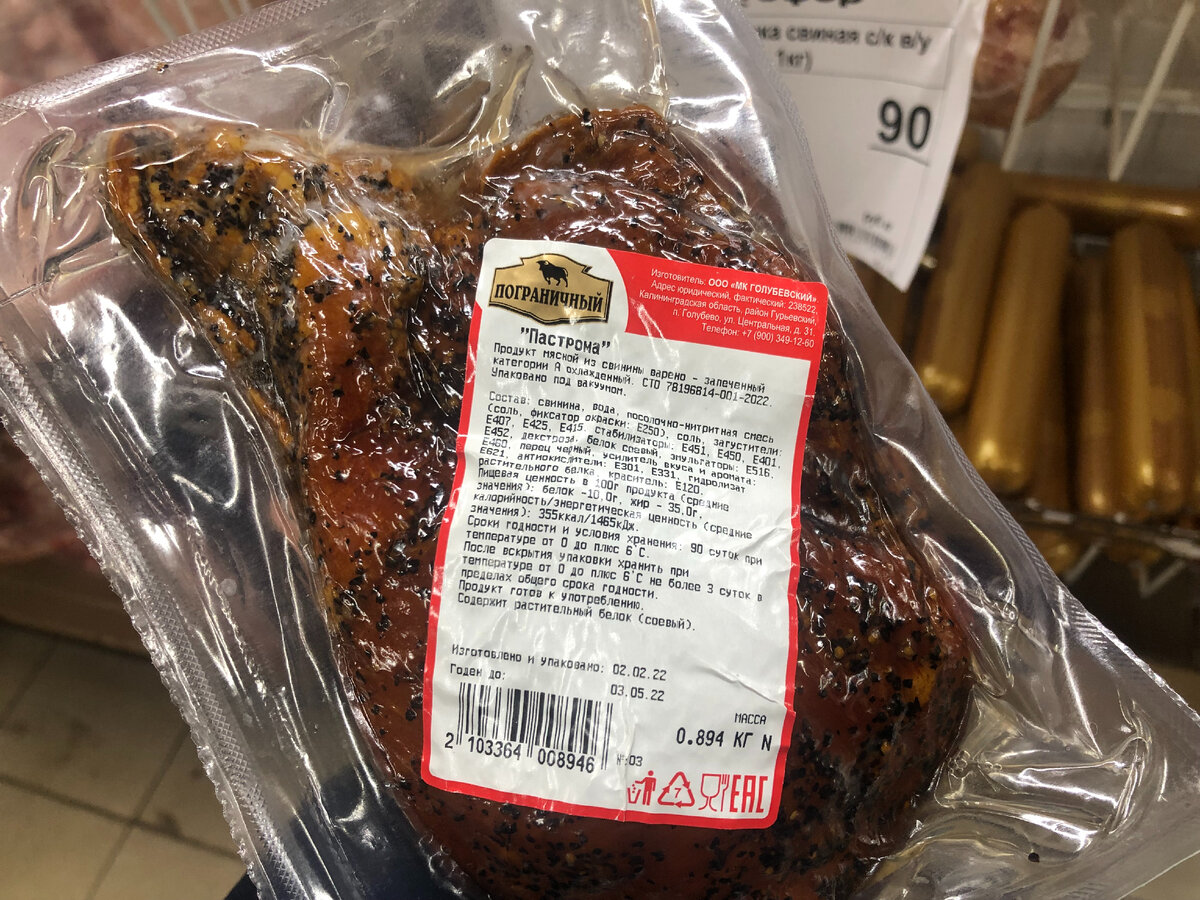 ка свиная с/к в/у
1кг)
90
ПОГРАНИЧНЫЙ
Изготовитель: ООО «МК ГОЛУБЕВСКИЙ»
Адрес юридический, фактический: 238522,
Калининградская область, район Гурьевский,
п. Голубево, ул. Центральная, д. 31
Телефон: +7 (900) 349-12-60
"Пастрома"
Продукт мясной из свинины варено - запеченный
категории А охлажденный. СТО 78196814-001-2022.
Упаковано под вакуумом.
Состав: свинина, вода, посолочно-нитритная смесь
(соль, фиксатор окраски: Е250), соль, загустители:
Е407, Е425, Е415, стабилизаторы: Е451, Е450, Е401,
Е452, декстроза, белок соевый, эмульгаторы: Е516,
Е460, перец черный, усилитель вкуса и аромата:
Е621, антиокислители: Е301, Е331, гидролизат
растительного белка, краситель: Е120.
Пищевая ценность в 100г продукта (средние
значения): белок -10,0г, жир - 35,0г,
калорийность/энергетическая ценность (средние
значения): 355ккал/1465кДж.
Сроки годности и условия хранения: 90 суток при
температуре от 0 до плюс 6°С.
После вскрытия упаковки хранить при
температуре от 0 до плюс 6°С не более 3 суток в
пределах общего срока годности.
Продукт готов к употреблению.
Содержит растительный белок (соевый).
Изготовлено и упаковано: 02.02.22
Годен до: 03.05.22
МАССА
0.894 КГ N
2 103364 008946
№:03
7
EAC